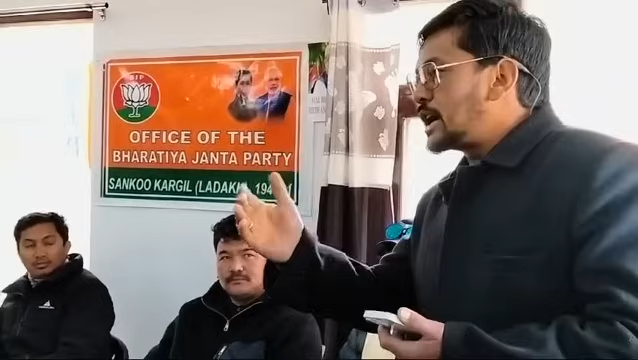 BJP
OFFICE OF THE
BHARATIYA JANTA PARTY
SANKOO KARGIL (LADAKH)